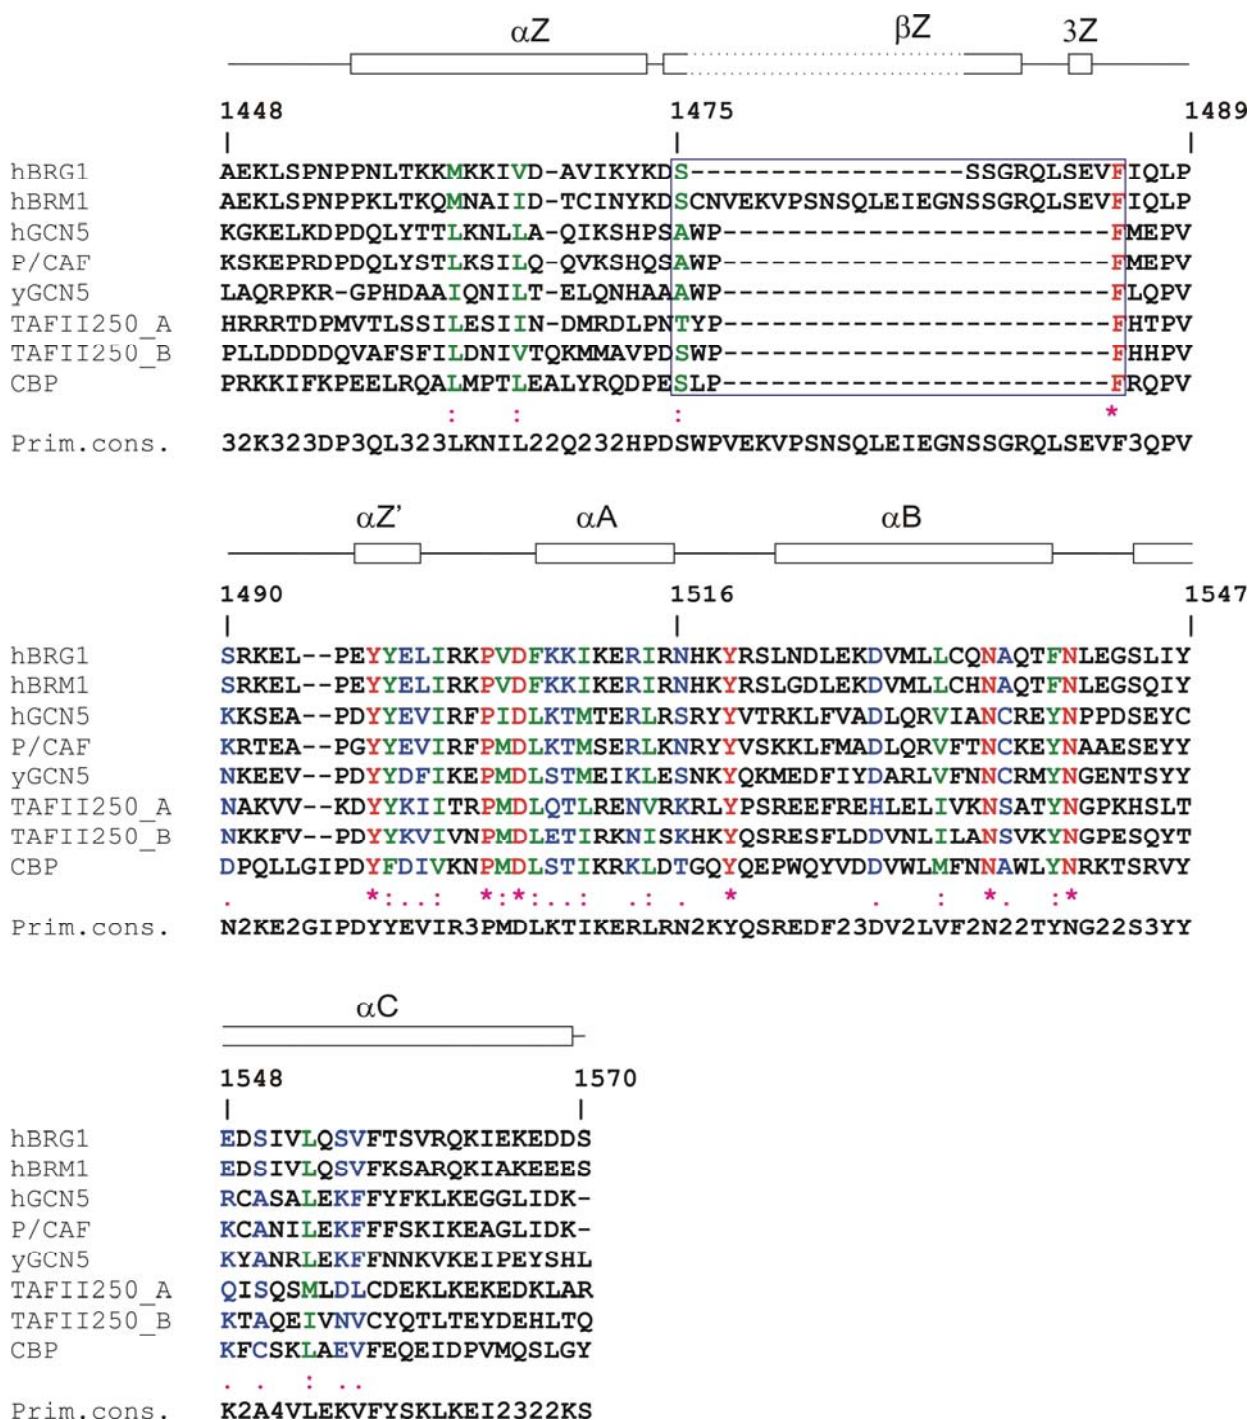 αZ βZ 3Z
1448 1475 1489
hBRG1 AEKLSPNPPNLTKKMKKIVD-AVIKYKDS-----------------SSGRQLSEVFIQLP
hBRM1 AEKLSPNPPKLTKQMNAIID-TCINYKDSCNVEKVPSNSQLEIEGNSSGRQLSEVFIQLP
hGCN5 KGKELKDPDQLYTTLKNLLA-QIKSHPSAWP------------------------FMEPV
P/CAF KSKEPRDPDQLYSTLKSILQ-QVKSHQSAWP------------------------FMEPV
yGCN5 LAQRPKR-GPHDAAIQNILT-ELQNHAAAWP------------------------FLQPV
TAFII250_A HRRRTDPMVTLSSILESIIN-DMRDLPNTYP------------------------FHTPV
TAFII250_B PLLDDDDQVAFSFILDNIVTQKMMAVPDSWP------------------------FHHPV
CBP PRKKIFKPEELRQALMPTLEALYRQDPESLP------------------------FRQPV
: : : *
Prim.cons. 32K323DP3QL323LKNIL22Q232HPDSWPVEKVPSNSQLEIEGNSSGRQLSEVF3QPV
αZ' αA αB
1490 1516 1547
hBRG1 SRKEL--PEYYELIRKPVDFKKIKERIRNHKYRSLNDLEKDVMLLCQNAQTFNLEGSLIY
hBRM1 SRKEL--PEYYELIRKPVDFKKIKERIRNHKYRSLGDLEKDVMLLCHNAQTFNLEGSQIY
hGCN5 KKSEA--PDYYEVIRFPIDLKTMTERLRSRYYVTRKLFVADLQRVIANCREYNPPDSEYC
P/CAF KRTEA--PGYYEVIRFPMDLKTMSERLKNRYYVSKKLFMADLQRVFTNCKEYNAAESEYY
yGCN5 NKEEV--PDYYDFIKEPMDLSTMEIKLESNKYQKMEDFIYDARLVFNNCRMYNGENTSYY
TAFII250_A NAKVV--KDYYKIITRPMDLQTLRENVRKRLYPSREEFREHLELIVKNSATYNGPKHSLT
TAFII250_B NKKFV--PDYYKVIVNPMDLETIRKNISKHKYQSRESFLDDVNLILANSVKYNGPESQYT
CBP DPQLLGIPDYFDIVKNPMDLSTIKRKLDTGQYQEPWQYVDDVWLMFNNAWLYNRKTSRVY
. *:..: *:*:..: .: . * . : *. :*
Prim.cons. N2KE2GIPDYYEVIR3PMDLKTIKERLRN2KYQSREDF23DV2LVF2N22TYNG22S3YY
αC
1548 1570
hBRG1 EDSIVLQSVFTSVRQKIEKEDDS
hBRM1 EDSIVLQSVFKSARQKIAKEEES
hGCN5 RCASALEKFFYFKLKEGGLIDK-
P/CAF KCANILEKFFFSKIKEAGLIDK-
yGCN5 KYANRLEKFFNNKVKEIPEYSHL
TAFII250_A QISQSMLDLCDEKLKEKEDKLAR
TAFII250_B KTAQEIVNVCYQTLTEYDEHLTQ
CBP KFCSKLAEVFEQEIDPVMQSLGY
. . : ..
Prim.cons. K2A4VLEKVFYSKLKEI2322KS